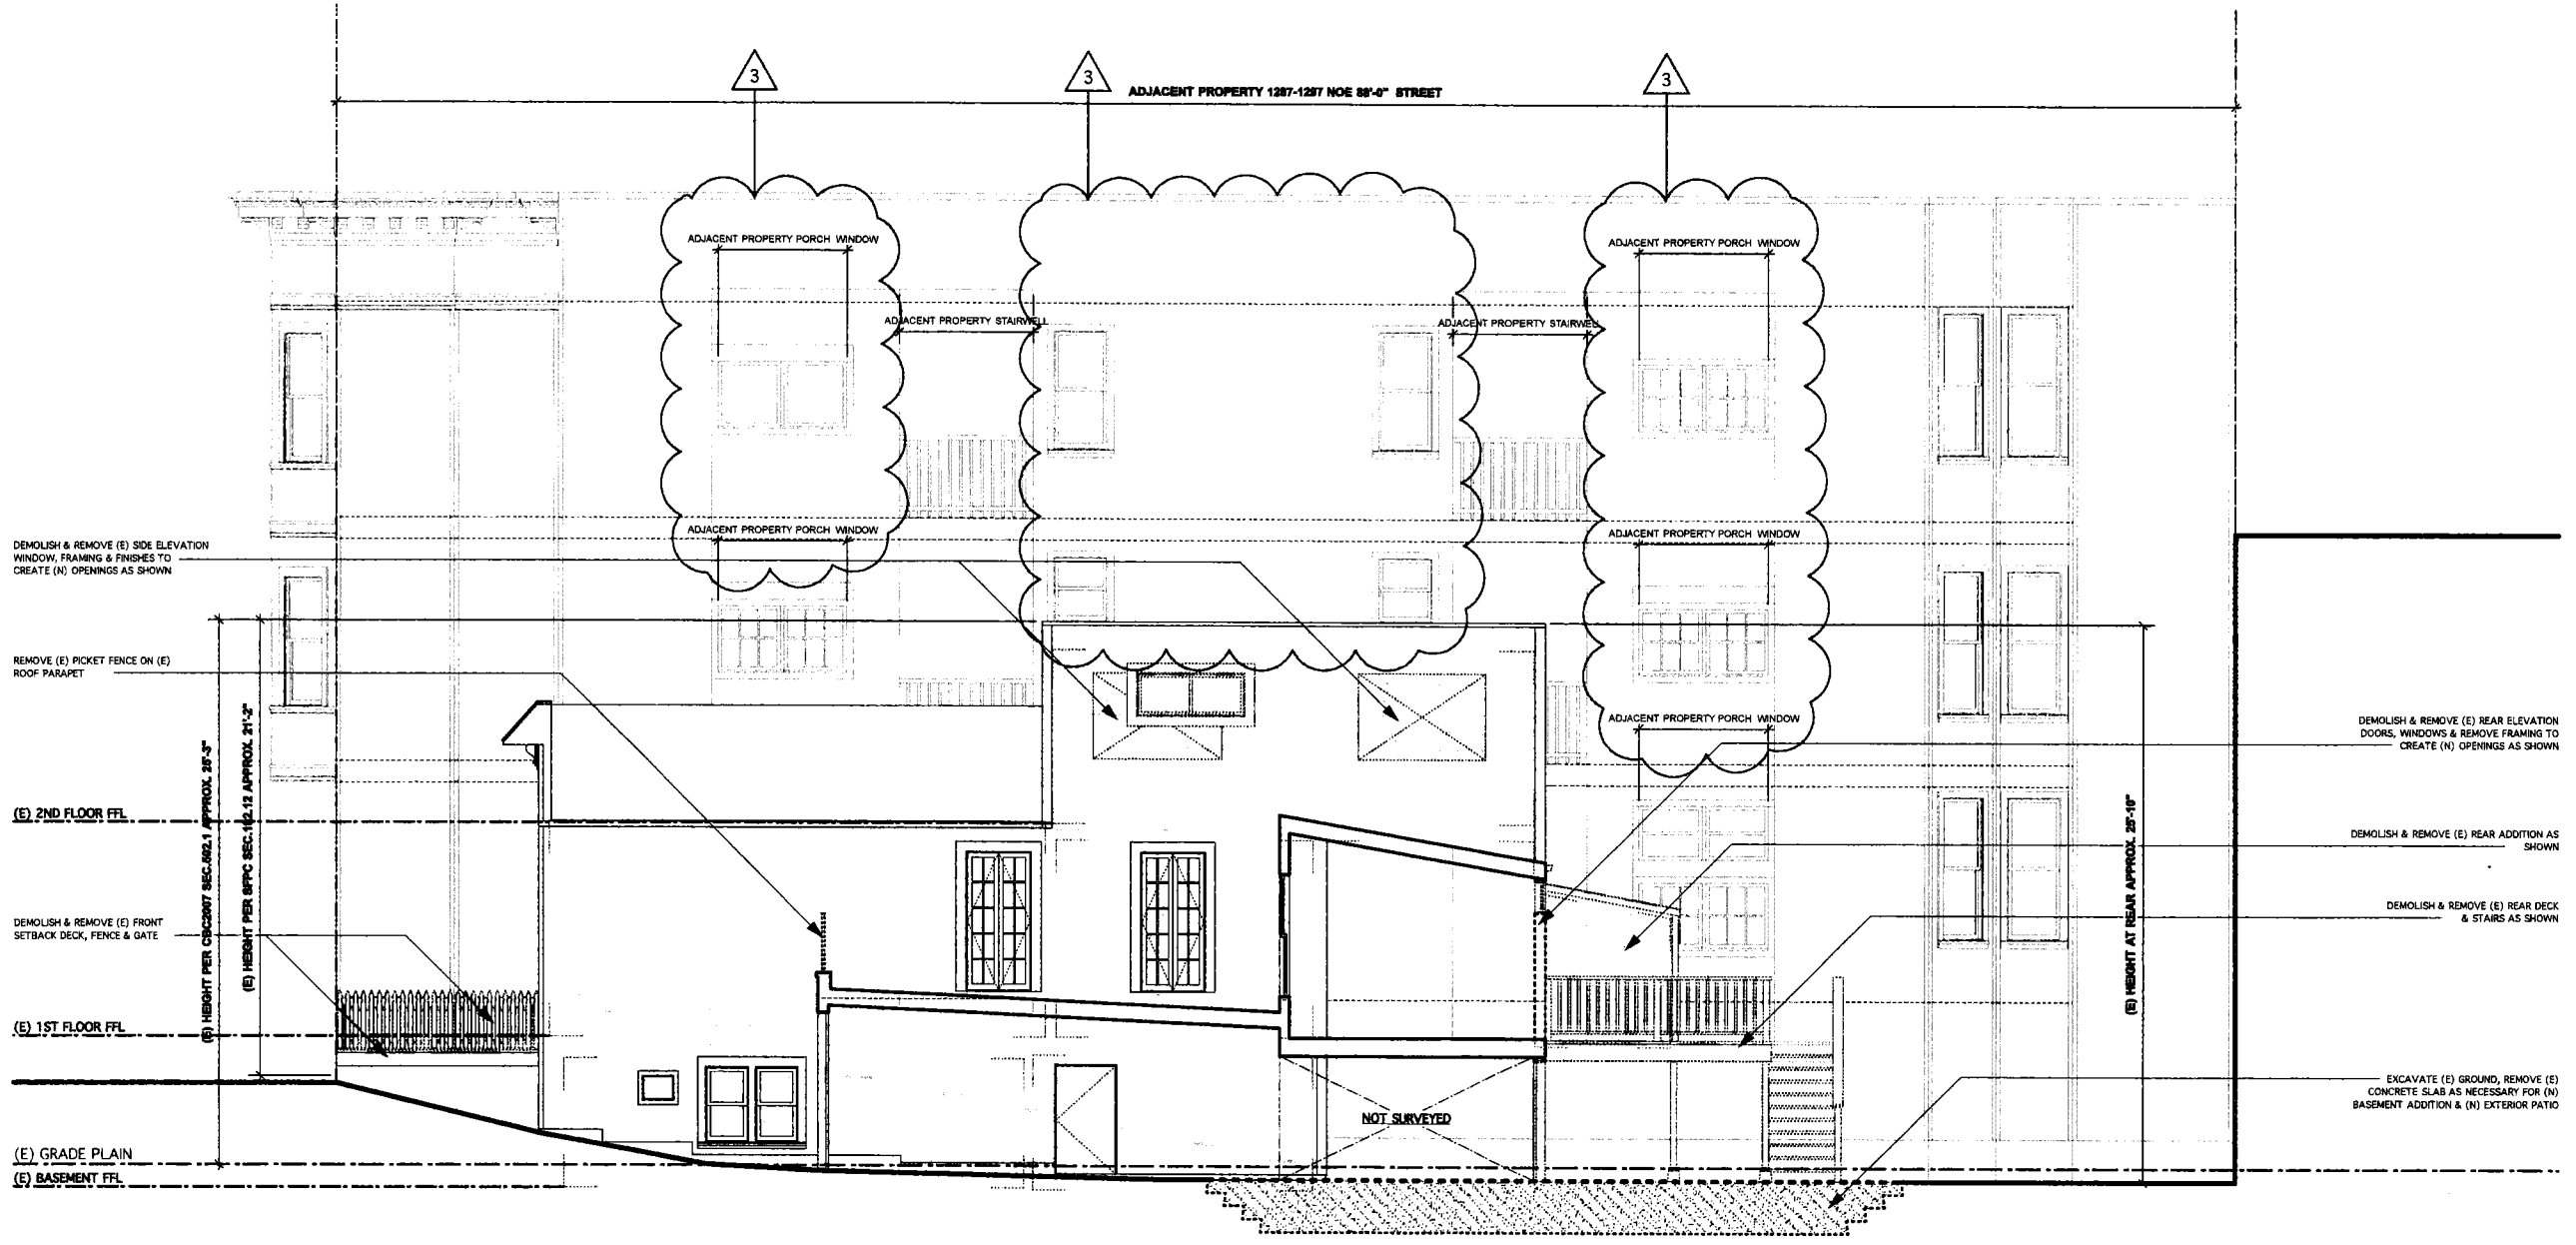 3
3
3
ADJACENT PROPERTY 1287-1297 NOE 88'-0" STREET
ADJACENT PROPERTY PORCH WINDOW
ADJACENT PROPERTY PORCH WINDOW
ADJACENT PROPERTY STAIRWELL
ADJACENT PROPERTY STAIRWELL
ADJACENT PROPERTY PORCH WINDOW
ADJACENT PROPERTY PORCH WINDOW
DEMOLISH & REMOVE (E) SIDE ELEVATION
WINDOW, FRAMING & FINISHES TO
CREATE (N) OPENINGS AS SHOWN
REMOVE (E) PICKET FENCE ON (E)
ROOF PARAPET
ADJACENT PROPERTY PORCH WINDOW
DEMOLISH & REMOVE (E) REAR ELEVATION
DOORS, WINDOWS & REMOVE FRAMING TO
CREATE (N) OPENINGS AS SHOWN
(E) HEIGHT PER CBC2007 SEC.502.1 APPROX. 25'-3"
(E) HEIGHT PER SFPC SEC.102.12 APPROX. 21'-2"
(E) HEIGHT AT REAR APPROX. 25'-10"
(E) 2ND FLOOR FFL
DEMOLISH & REMOVE (E) REAR ADDITION AS
SHOWN
DEMOLISH & REMOVE (E) REAR DECK
& STAIRS AS SHOWN
DEMOLISH & REMOVE (E) FRONT
SETBACK DECK, FENCE & GATE
(E) 1ST FLOOR FFL
EXCAVATE (E) GROUND, REMOVE (E)
CONCRETE SLAB AS NECESSARY FOR (N)
BASEMENT ADDITION & (N) EXTERIOR PATIO
NOT SURVEYED
(E) GRADE PLAIN
(E) BASEMENT FFL